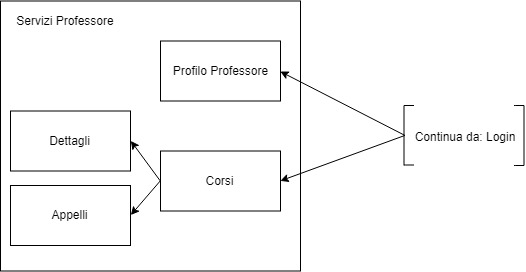 Servizi Professore
Profilo Professore
Dettagli
Continua da: Login
Corsi
Appelli